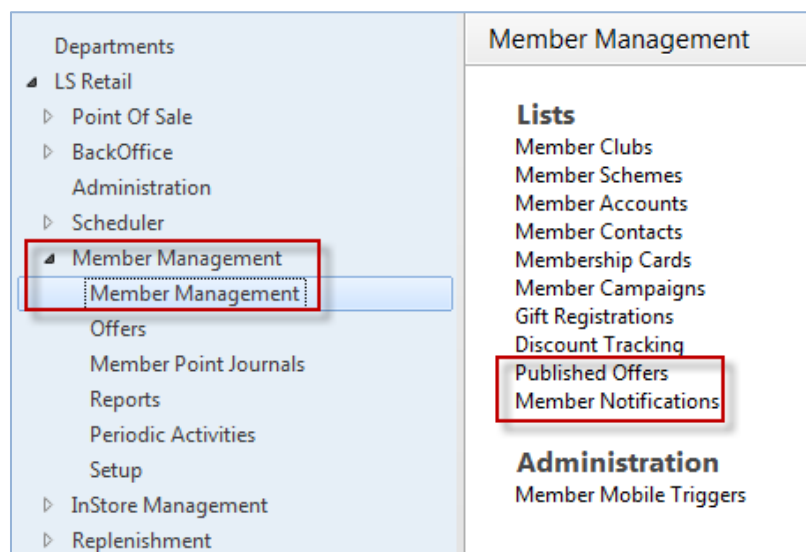 Departments
LS Retail
Point Of Sale
BackOffice
Administration
Scheduler
Member Management
Member Management
Offers
Member Point Journals
Reports
Periodic Activities
Setup
InStore Management
Replenishment
Member Management
Lists
Member Clubs
Member Schemes
Member Accounts
Member Contacts
Membership Cards
Member Campaigns
Gift Registrations
Discount Tracking
Published Offers
Member Notifications
Administration
Member Mobile Triggers